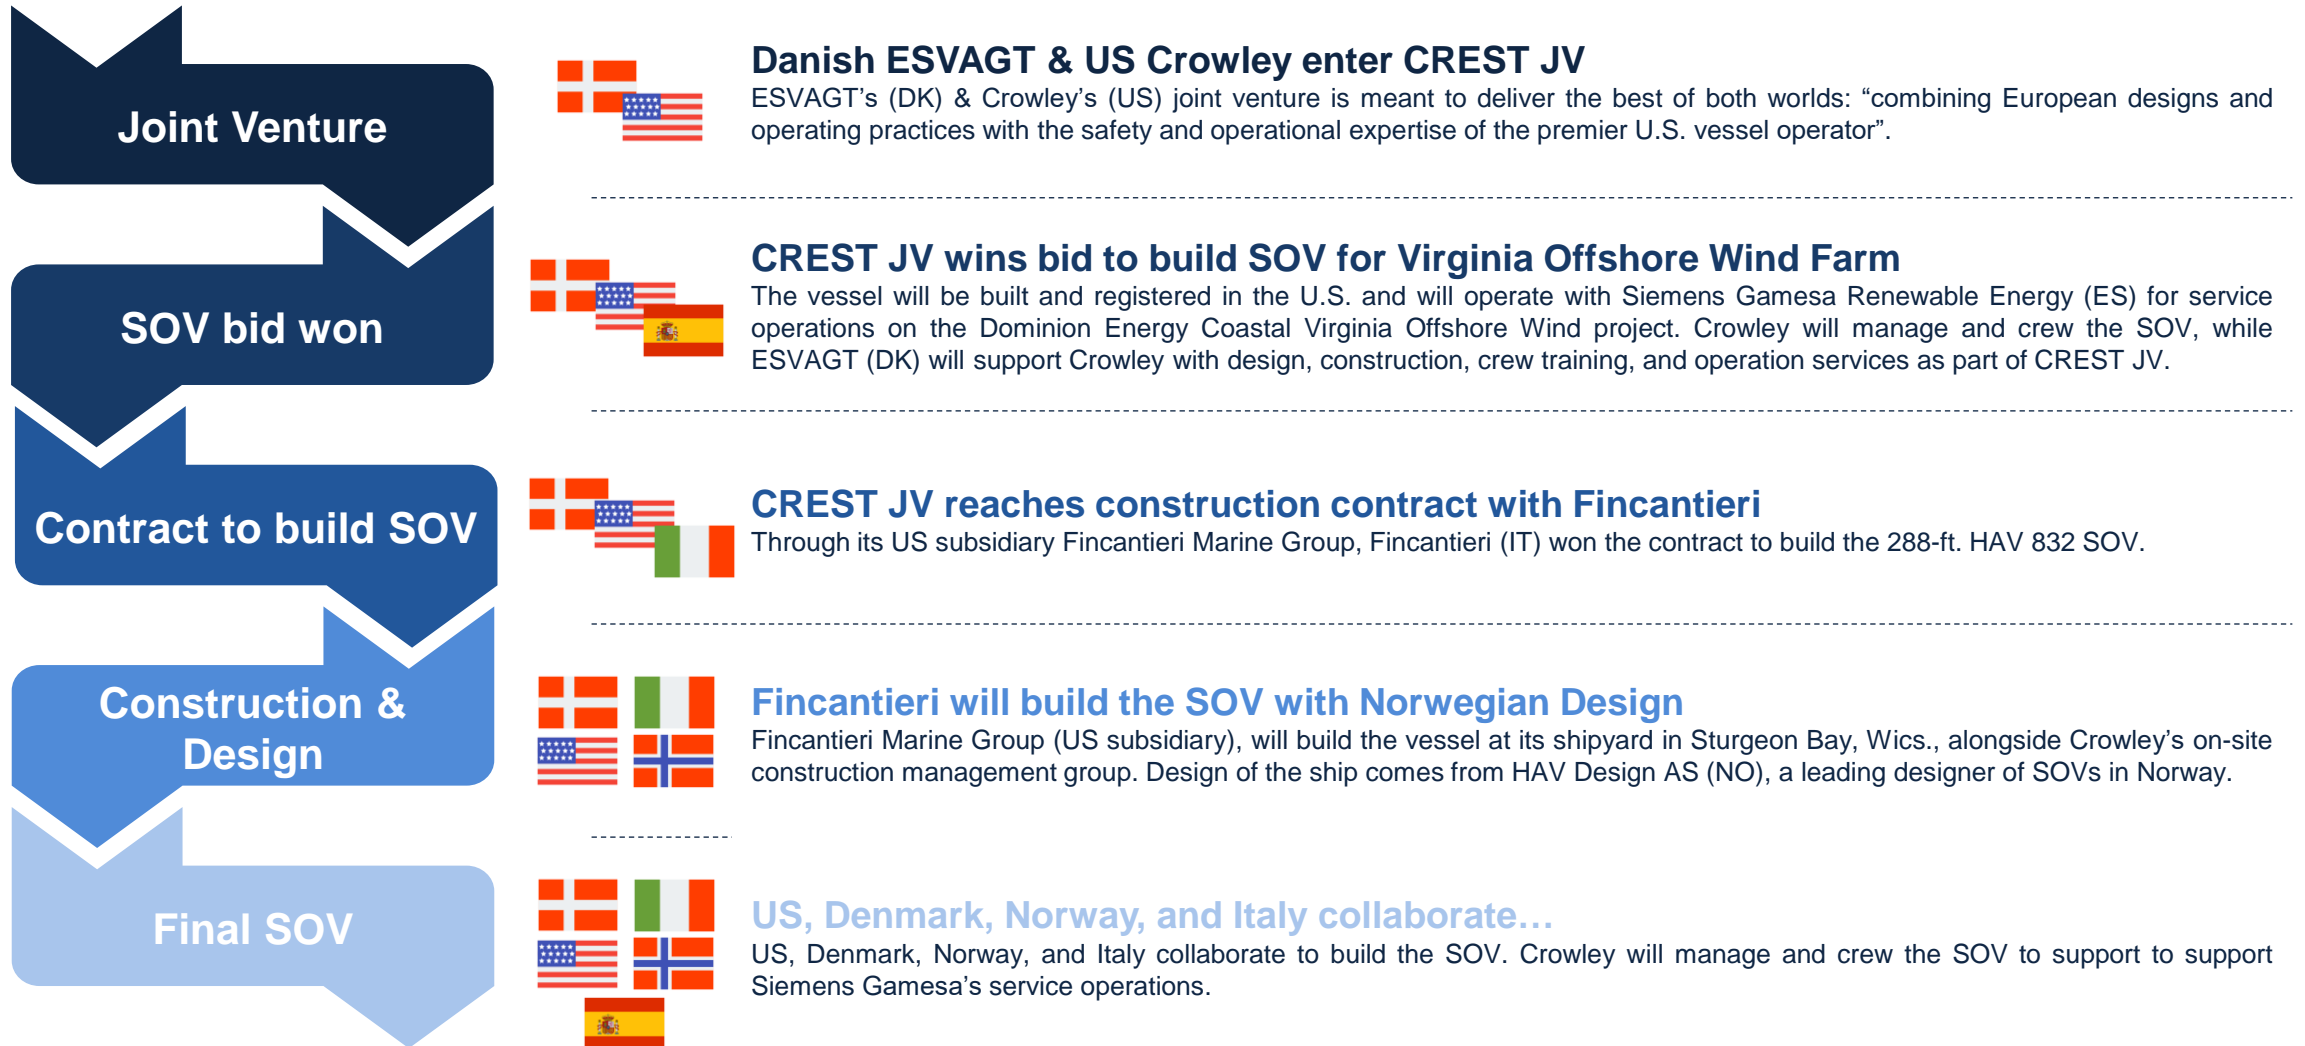 Joint Venture
Danish ESVAGT & US Crowley enter CREST JV
ESVAGT’s (DK) & Crowley’s (US) joint venture is meant to deliver the best of both worlds: “combining European designs and
operating practices with the safety and operational expertise of the premier U.S. vessel operator”.
SOV bid won
CREST JV wins bid to build SOV for Virginia Offshore Wind Farm
The vessel will be built and registered in the U.S. and will operate with Siemens Gamesa Renewable Energy (ES) for service
operations on the Dominion Energy Coastal Virginia Offshore Wind project. Crowley will manage and crew the SOV, while
ESVAGT (DK) will support Crowley with design, construction, crew training, and operation services as part of CREST JV.
Contract to build SOV
CREST JV reaches construction contract with Fincantieri
Through its US subsidiary Fincantieri Marine Group, Fincantieri (IT) won the contract to build the 288-ft. HAV 832 SOV.
Construction &
Design
Fincantieri will build the SOV with Norwegian Design
Fincantieri Marine Group (US subsidiary), will build the vessel at its shipyard in Sturgeon Bay, Wics., alongside Crowley’s on-site
construction management group. Design of the ship comes from HAV Design AS (NO), a leading designer of SOVs in Norway.
Final SOV
US, Denmark, Norway, and Italy collaborate…
US, Denmark, Norway, and Italy collaborate to build the SOV. Crowley will manage and crew the SOV to support to support
Siemens Gamesa’s service operations.